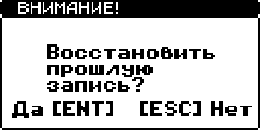 ВНИМАНИЕ!
Восстановить
прошлую
запись?
Да [ENT] [ESC] Нет